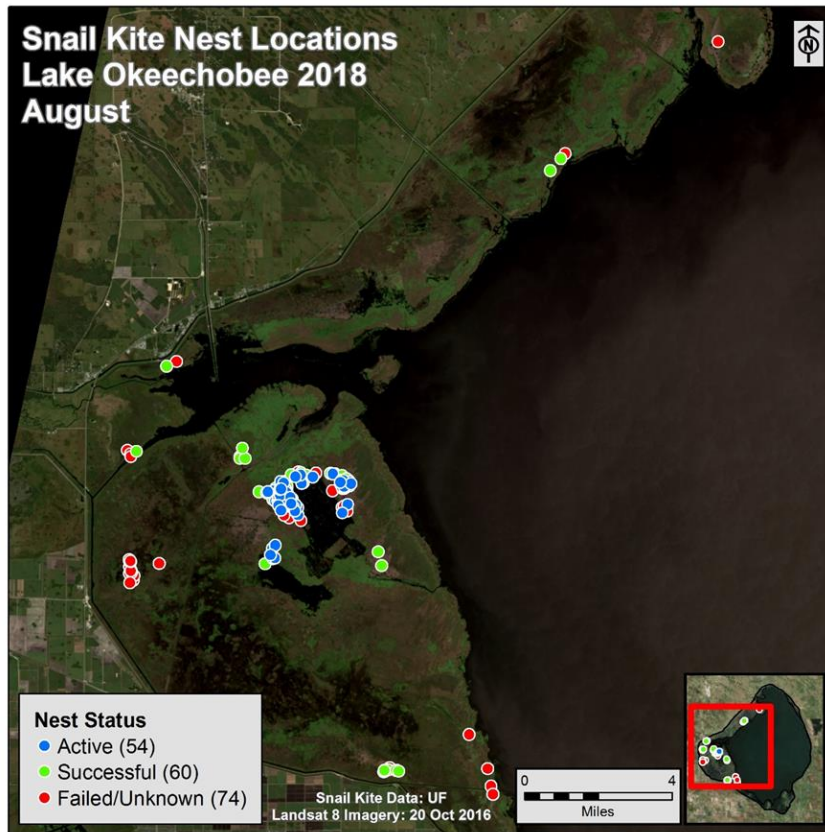 Snail Kite Nest Locations
Lake Okeechobee 2018
August
N
Nest Status
Active (54)
Successful (60)
Failed/Unknown (74)
Snail Kite Data: UF
Landsat 8 Imagery: 20 Oct 2016
0 4
Miles